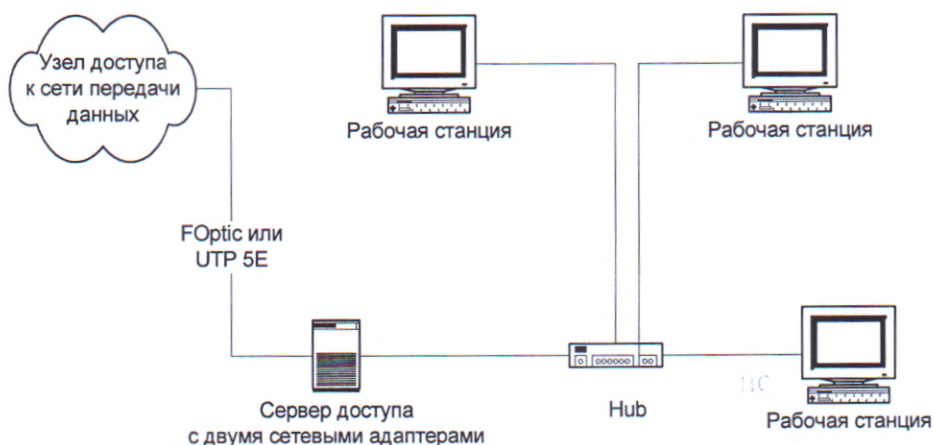 Узел доступа
к сети передачи
данных
Рабочая станция
Рабочая станция
FOptic или
UTP 5E
Сервер доступа
с двумя сетевыми адаптерами
Hub
Рабочая станция